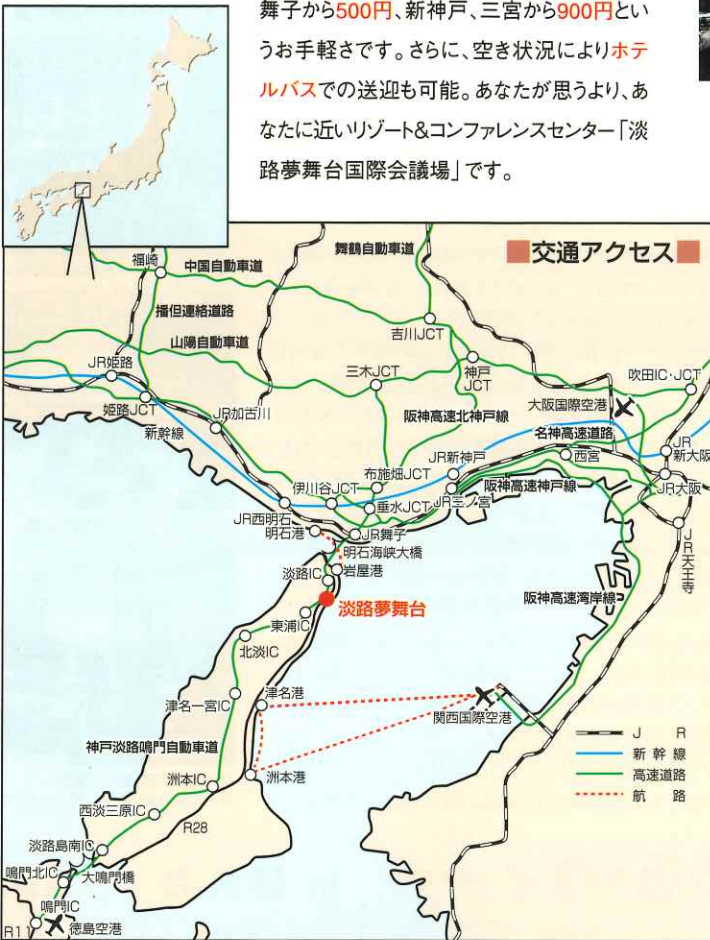 舞子から500円、新神戸、三宮から900円とい
うお手軽さです。さらに、空き状況によりホテ
ルバスでの送迎も可能。あなたが思うより、あ
なたに近いリゾート&コンファレンスセンター「淡
路夢舞台国際会議場」です。
■交通アクセス■
舞鶴自動車道
福崎
中国自動車道
播但連絡道路
吉川JCT
山陽自動車道
JR姫路
三木JCT
神戸
JCT
吹田IC・JCT
姫路JCT
JR加古川
阪神高速北神戸線
大阪国際空港
新幹線
名神高速道路
JR
新大阪
西宮
JR新神戸
布施畑JCT
伊川谷JCT
阪神高速神戸線
JR大阪
垂水JCT
JR三ノ宮
JR西明石
明石港
JR舞子
JR天王寺
明石海峡大橋
岩屋港
淡路IC
淡路夢舞台
阪神高速湾岸線
東浦IC
北淡IC
津名一宮IC
津名港
関西国際空港
神戸淡路鳴門自動車道
洲本IC
洲本港
西淡三原IC
R28
淡路島南IC
鳴門北IC
大鳴門橋
鳴門IC
R11
徳島空港
J R
新幹線
高速道路
航路